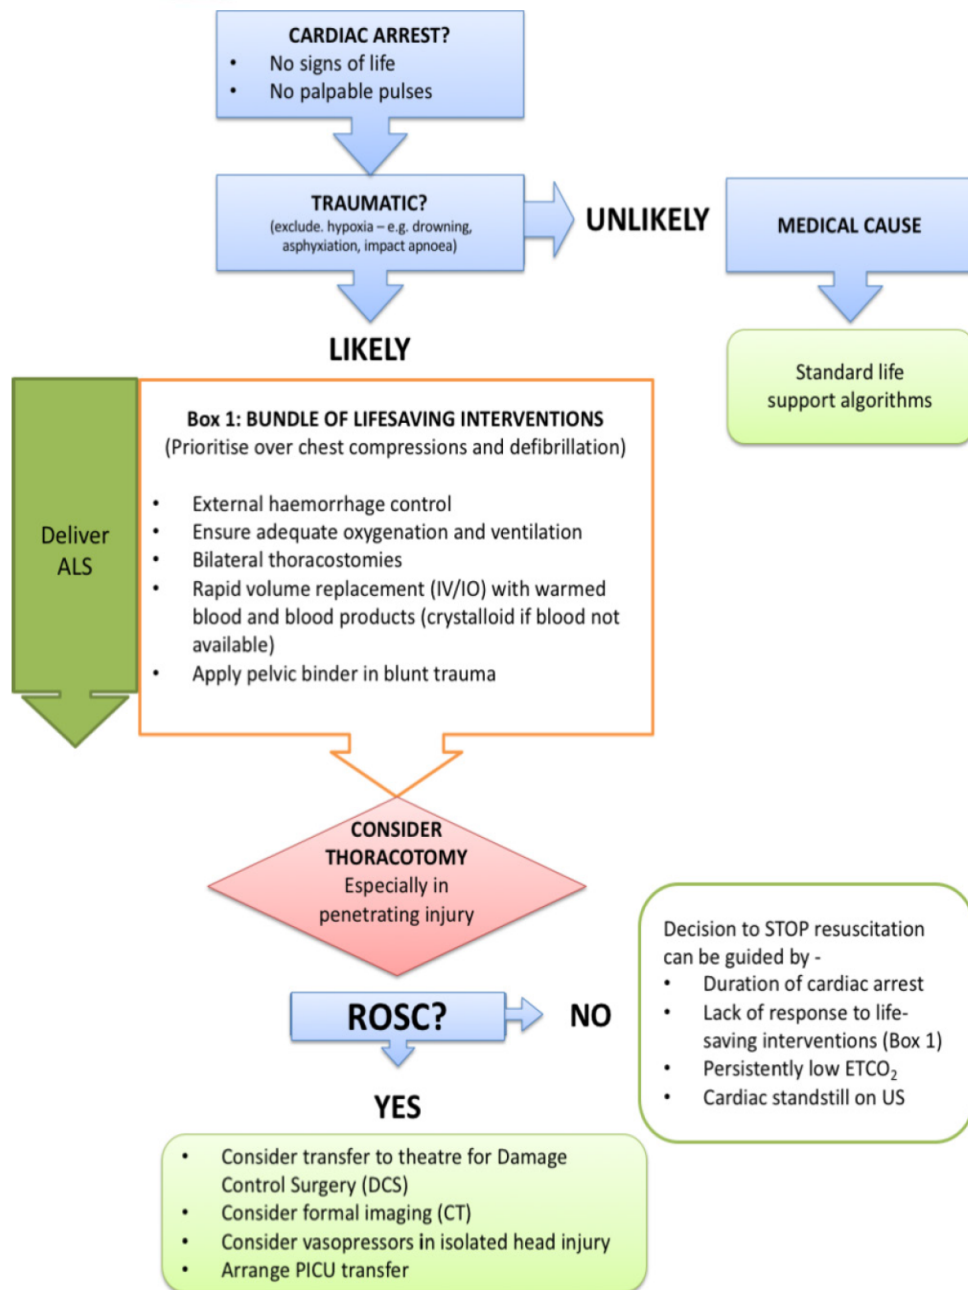 CARDIAC ARREST?
• No signs of life
• No palpable pulses
TRAUMATIC?
(exclude. hypoxia – e.g. drowning,
asphyxiation, impact apnoea)
UNLIKELY
MEDICAL CAUSE
LIKELY
Standard life
support algorithms
Deliver
ALS
Box 1: BUNDLE OF LIFESAVING INTERVENTIONS
(Prioritise over chest compressions and defibrillation)
• External haemorrhage control
• Ensure adequate oxygenation and ventilation
• Bilateral thoracostomies
• Rapid volume replacement (IV/IO) with warmed
blood and blood products (crystalloid if blood not
available)
• Apply pelvic binder in blunt trauma
CONSIDER
THORACOTOMY
Especially in
penetrating injury
ROSC?
NO
Decision to STOP resuscitation
can be guided by -
• Duration of cardiac arrest
• Lack of response to life-
saving interventions (Box 1)
• Persistently low ETCO₂
• Cardiac standstill on US
YES
• Consider transfer to theatre for Damage
Control Surgery (DCS)
• Consider formal imaging (CT)
• Consider vasopressors in isolated head injury
• Arrange PICU transfer